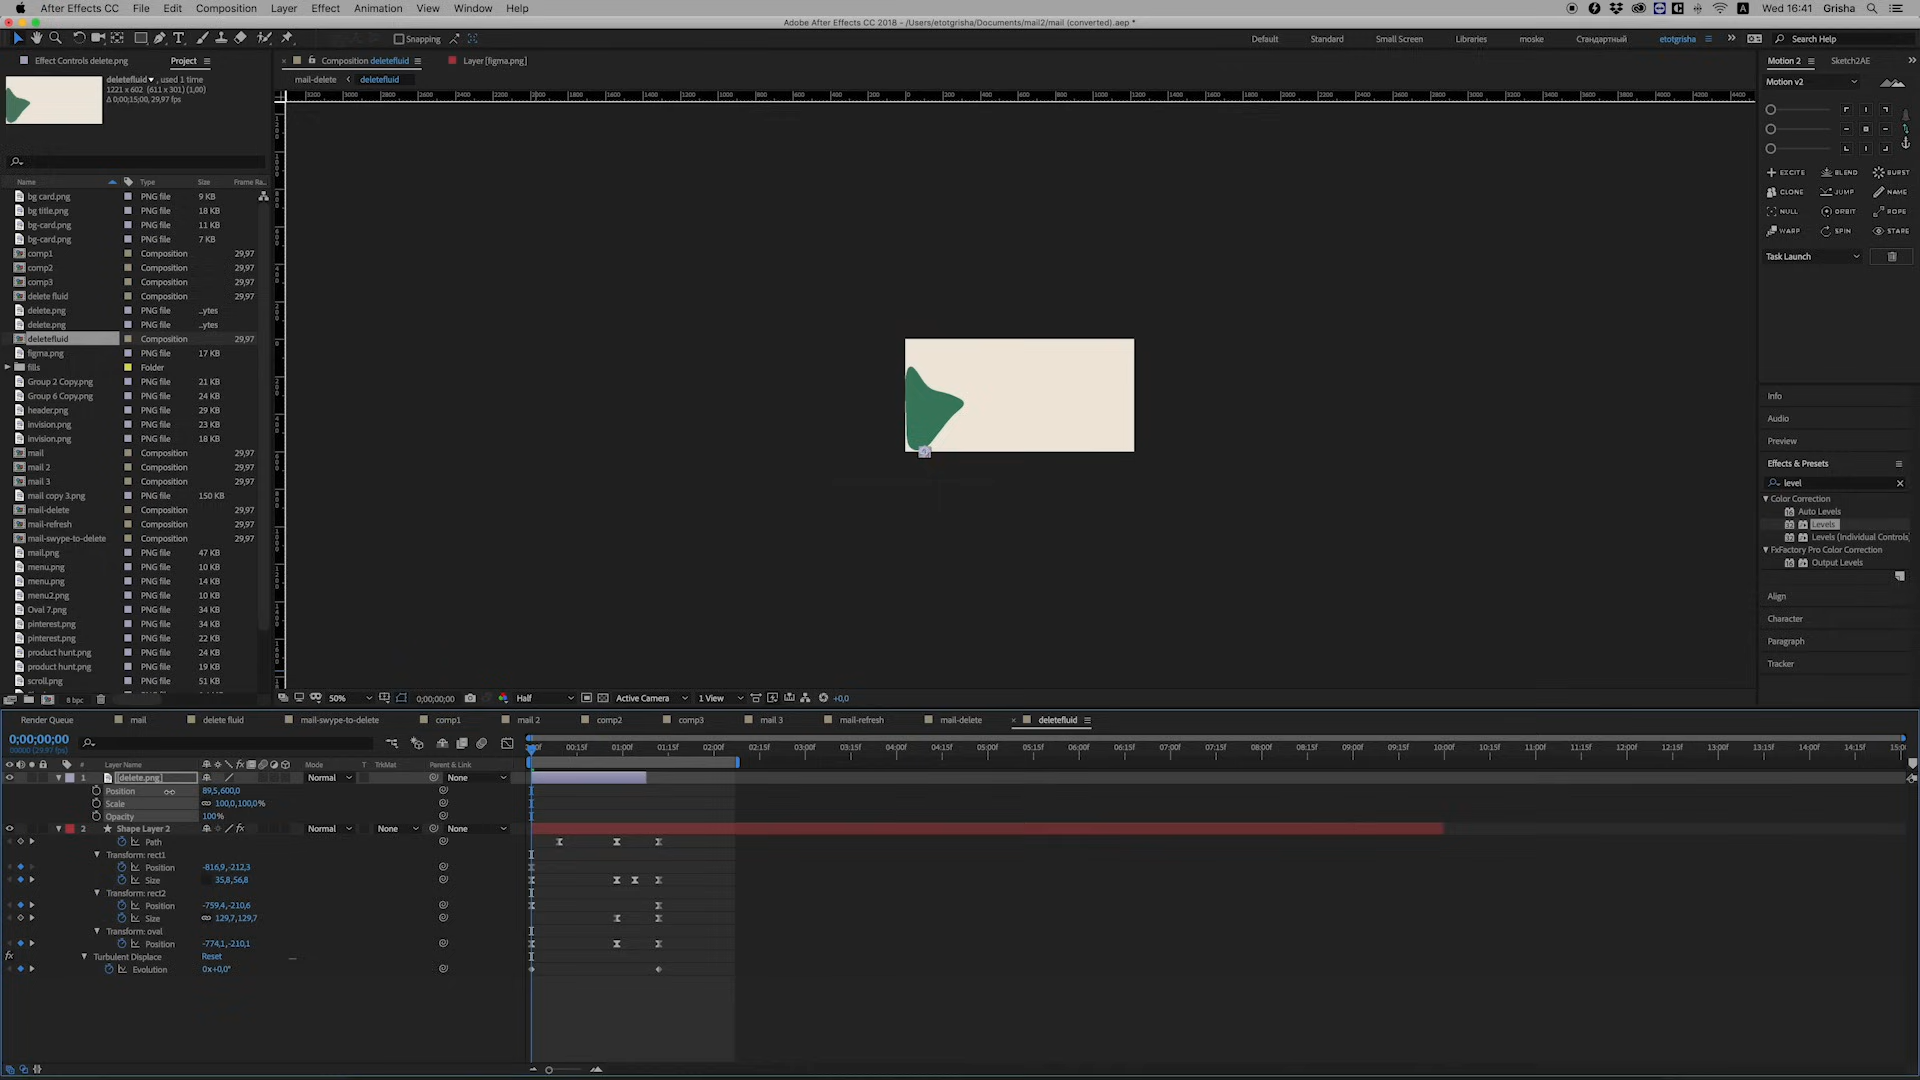 After Effects CC File Edit Composition Layer Effect Animation View Window Help
Wed 16:41 Grisha
Adobe After Effects CC 2018 - /Users/etotgrisha/Documents/mail2/mail (converted).aep *
Snapping
Default Standard Small Screen Libraries moske Стандартный etotgrisha Search Help
Effect Controls delete.png Project
Composition deletefluid Layer [figma.png]
Motion 2 Sketch2AE
mail-delete deletefluid
Motion v2
deletefluid , used 1 time
1221 x 602 (611 x 301) (1,00)
Δ 0;00;15;00, 29,97 fps
EXCITE BLEND BURST
CLONE JUMP NAME
NULL ORBIT ROPE
WARP SPIN STARE
Task Launch
Name Type Size Frame Ra..
bg card.png PNG file 9 KB
bg title.png PNG file 18 KB
bg-card.png PNG file 11 KB
bg-card.png PNG file 7 KB
comp1 Composition 29,97
comp2 Composition 29,97
comp3 Composition 29,97
delete fluid Composition 29,97
delete.png PNG file ...ytes
delete.png PNG file ...ytes
deletefluid Composition 29,97
figma.png PNG file 17 KB
fills Folder
Group 2 Copy.png PNG file 21 KB
Group 6 Copy.png PNG file 24 KB
header.png PNG file 29 KB
invision.png PNG file 23 KB
invision.png PNG file 18 KB
mail Composition 29,97
mail 2 Composition 29,97
mail 3 Composition 29,97
mail copy 3.png PNG file 150 KB
mail-delete Composition 29,97
mail-refresh Composition 29,97
mail-swype-to-delete Composition 29,97
mail.png PNG file 47 KB
menu.png PNG file 10 KB
menu.png PNG file 14 KB
menu2.png PNG file 10 KB
Oval 7.png PNG file 34 KB
pinterest.png PNG file 34 KB
pinterest.png PNG file 22 KB
product hunt.png PNG file 24 KB
product hunt.png PNG file 19 KB
scroll.png PNG file 51 KB
8 bpc
Info
Audio
Preview
Effects & Presets
level
Color Correction
Auto Levels
Levels
Levels (Individual Controls)
FxFactory Pro Color Correction
Output Levels
Align
Character
Paragraph
Tracker
50% 0;00;00;00 Half Active Camera 1 View +0,0
Render Queue mail delete fluid mail-swype-to-delete comp1 mail 2 comp2 comp3 mail 3 mail-refresh mail-delete deletefluid
0;00;00;00
00000 (29.97 fps)
00:15f 01:00f 01:15f 02:00f 02:15f 03:00f 03:15f 04:00f 04:15f 05:00f 05:15f 06:00f 06:15f 07:00f 07:15f 08:00f 08:15f 09:00f 09:15f 10:00f 10:15f 11:00f 11:15f 12:00f 12:15f 13:00f 13:15f 14:00f 14:15f 15:0
# Layer Name Mode T TrkMat Parent & Link
1 [delete.png] Normal None
Position 89,5,600,0
Scale 100,0,100,0%
Opacity 100%
2 Shape Layer 2 Normal None None
Path
Transform: rect1
Position -816,9,-212,3
Size 35,8,56,8
Transform: rect2
Position -759,4,-210,6
Size 129,7,129,7
Transform: oval
Position -774,1,-210,1
fx Turbulent Displace Reset
Evolution 0x+0,0°